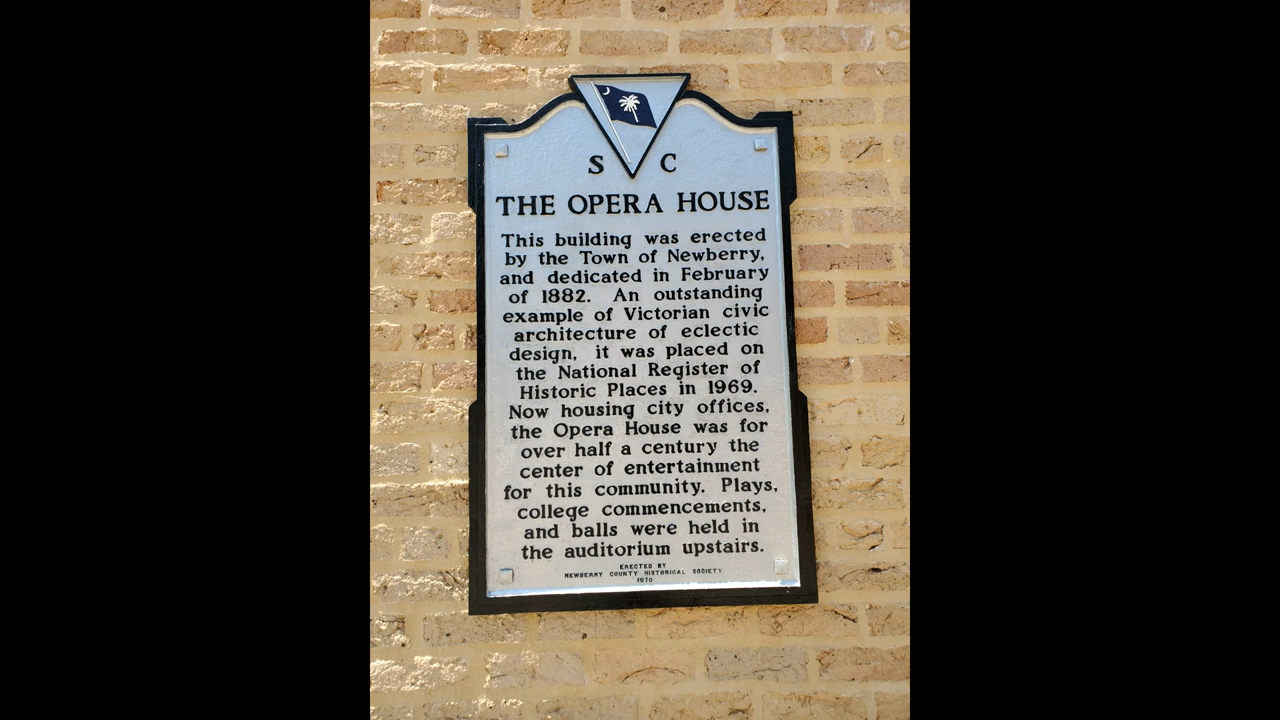 S C
THE OPERA HOUSE
This building was erected
by the Town of Newberry,
and dedicated in February
of 1882. An outstanding
example of Victorian civic
architecture of eclectic
design, it was placed on
the National Register of
Historic Places in 1969.
Now housing city offices,
the Opera House was for
over half a century the
center of entertainment
for this community. Plays,
college commencements,
and balls were held in
the auditorium upstairs.
ERECTED BY
NEWBERRY COUNTY HISTORICAL SOCIETY
1970